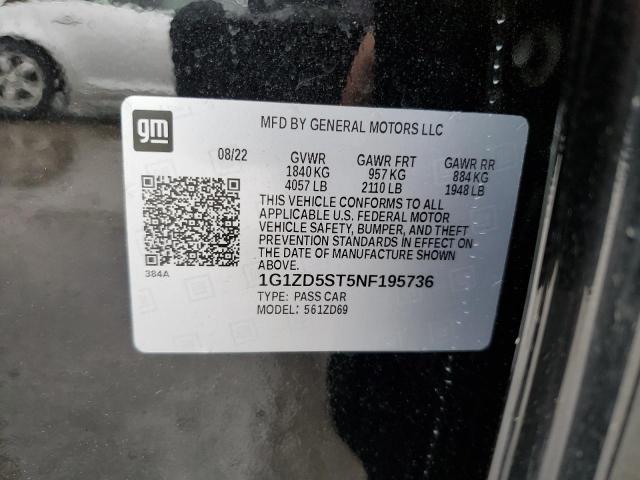 gm
MFD BY GENERAL MOTORS LLC
08/22 GVWR GAWR FRT GAWR RR
1840 KG 957 KG 884 KG
4057 LB 2110 LB 1948 LB
THIS VEHICLE CONFORMS TO ALL
APPLICABLE U.S. FEDERAL MOTOR
VEHICLE SAFETY, BUMPER, AND THEFT
PREVENTION STANDARDS IN EFFECT ON
THE DATE OF MANUFACTURE SHOWN
ABOVE.
384A
1G1ZD5ST5NF195736
TYPE: PASS CAR
MODEL: 561ZD69